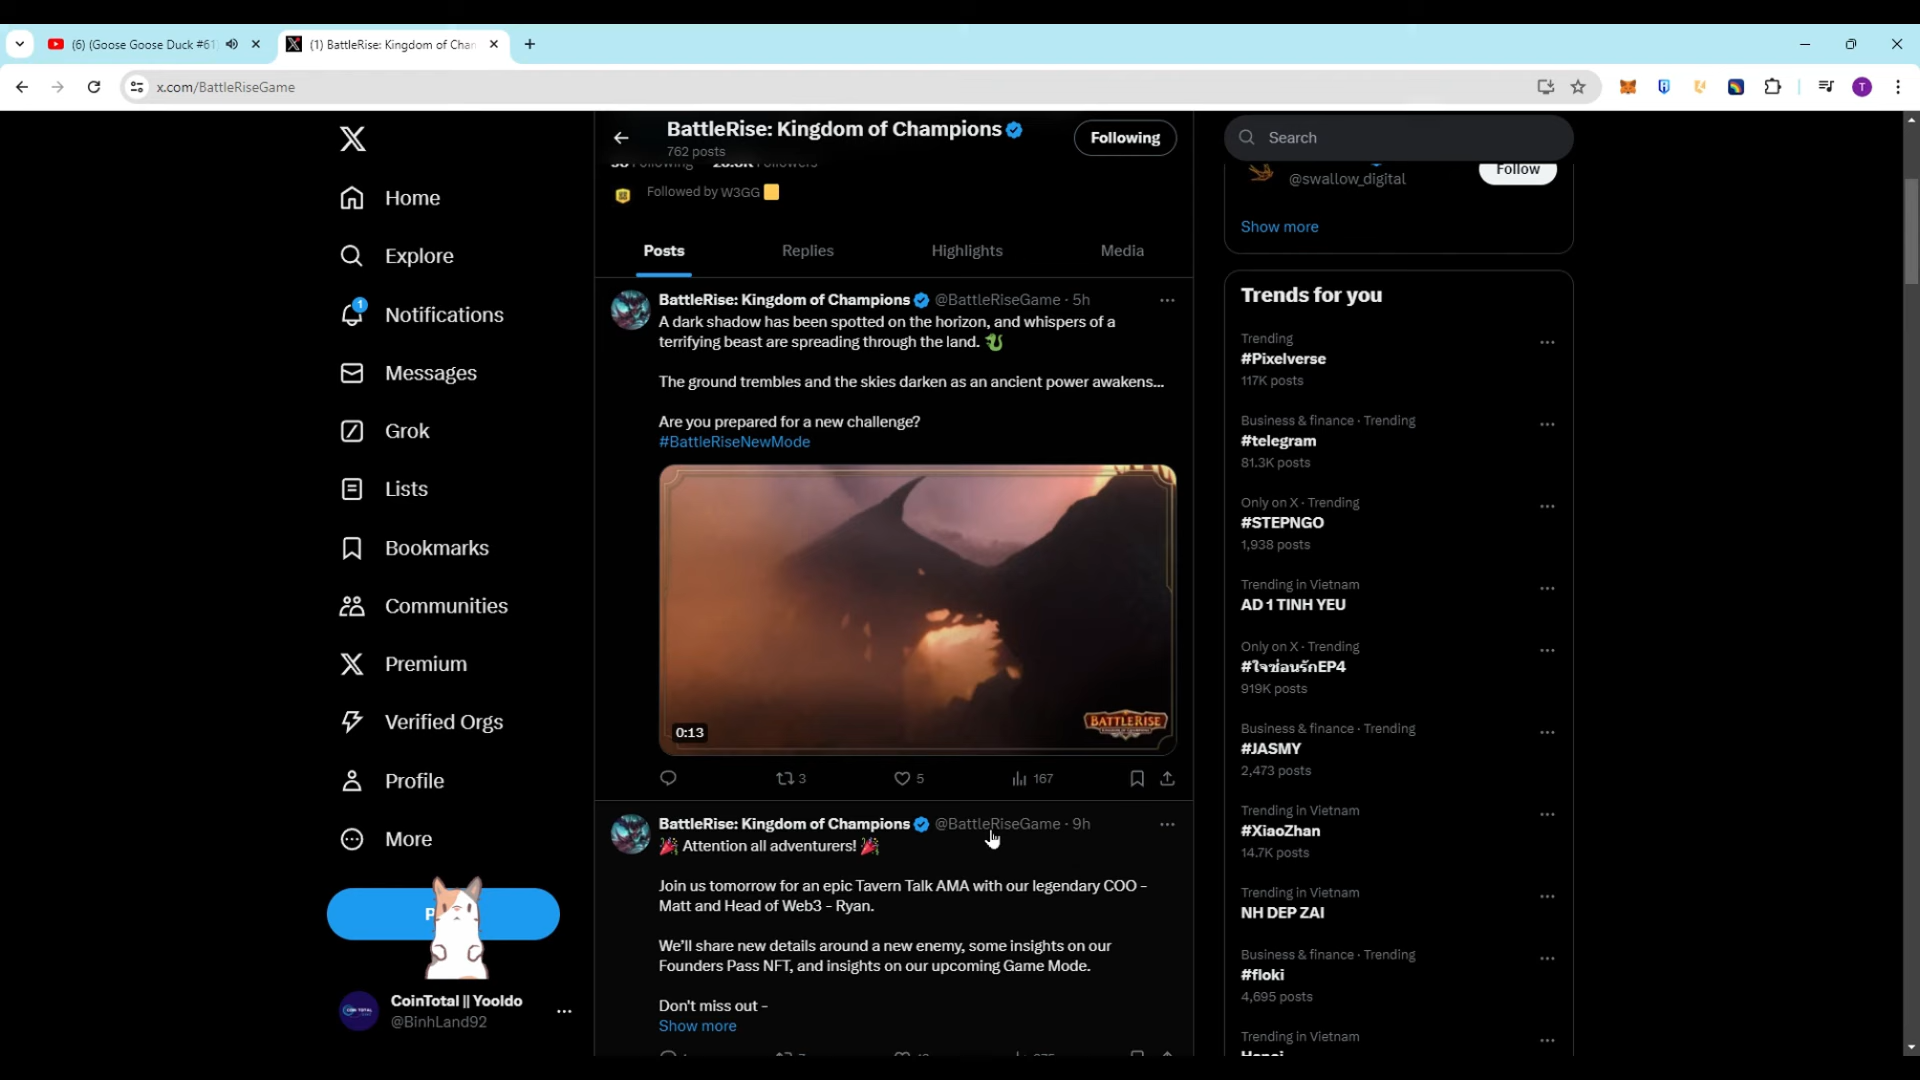 (6) (Goose Goose Duck #61
(1) BattleRise: Kingdom of Chan
x.com/BattleRiseGame
T
Home
Explore
1
Notifications
Messages
Grok
Lists
Bookmarks
Communities
Premium
Verified Orgs
Profile
More
P
CoinTotal || Yooldo
@BinhLand92
BattleRise: Kingdom of Champions
762 posts
Following
Followed by W3GG
Posts
Replies
Highlights
Media
BattleRise: Kingdom of Champions @BattleRiseGame · 5h
A dark shadow has been spotted on the horizon, and whispers of a
terrifying beast are spreading through the land.
The ground trembles and the skies darken as an ancient power awakens...
Are you prepared for a new challenge?
#BattleRiseNewMode
BATTLERISE
0:13
3
5
167
BattleRise: Kingdom of Champions @BattleRiseGame · 9h
Attention all adventurers!
Join us tomorrow for an epic Tavern Talk AMA with our legendary COO -
Matt and Head of Web3 - Ryan.
We'll share new details around a new enemy, some insights on our
Founders Pass NFT, and insights on our upcoming Game Mode.
Don't miss out -
Show more
Search
@swallow_digital
Follow
Show more
Trends for you
Trending
#Pixelverse
117K posts
Business & finance · Trending
#telegram
81.3K posts
Only on X · Trending
#STEPNGO
1,938 posts
Trending in Vietnam
AD 1 TINH YEU
Only on X · Trending
#ใจซ่อนรักEP4
919K posts
Business & finance · Trending
#JASMY
2,473 posts
Trending in Vietnam
#XiaoZhan
14.7K posts
Trending in Vietnam
NH DEP ZAI
Business & finance · Trending
#floki
4,695 posts
Trending in Vietnam